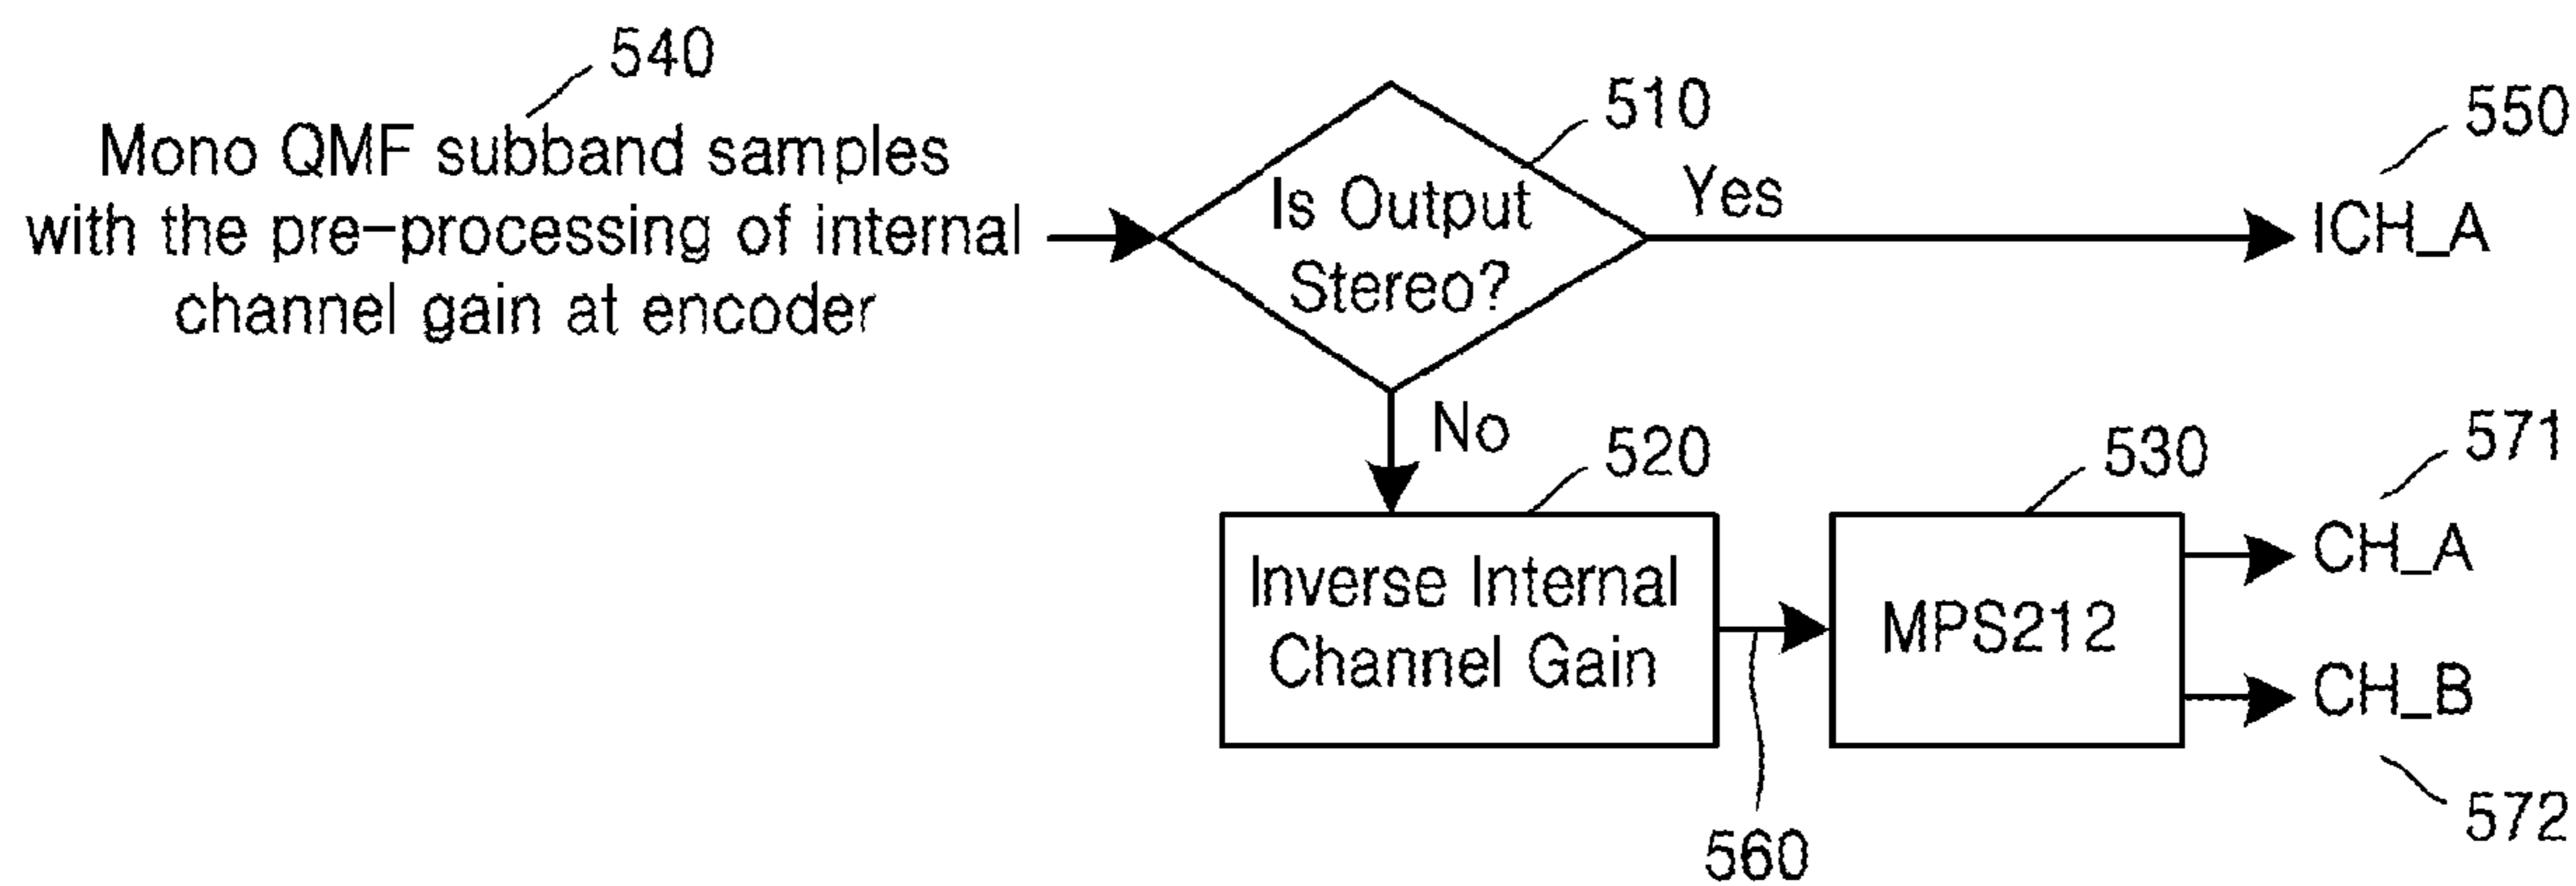 540
Mono QMF subband samples
with the pre-processing of internal
channel gain at encoder
510
Is Output
Stereo?
Yes
550
ICH_A
No
520
Inverse Internal
Channel Gain
560
530
MPS212
571
CH_A
CH_B
572